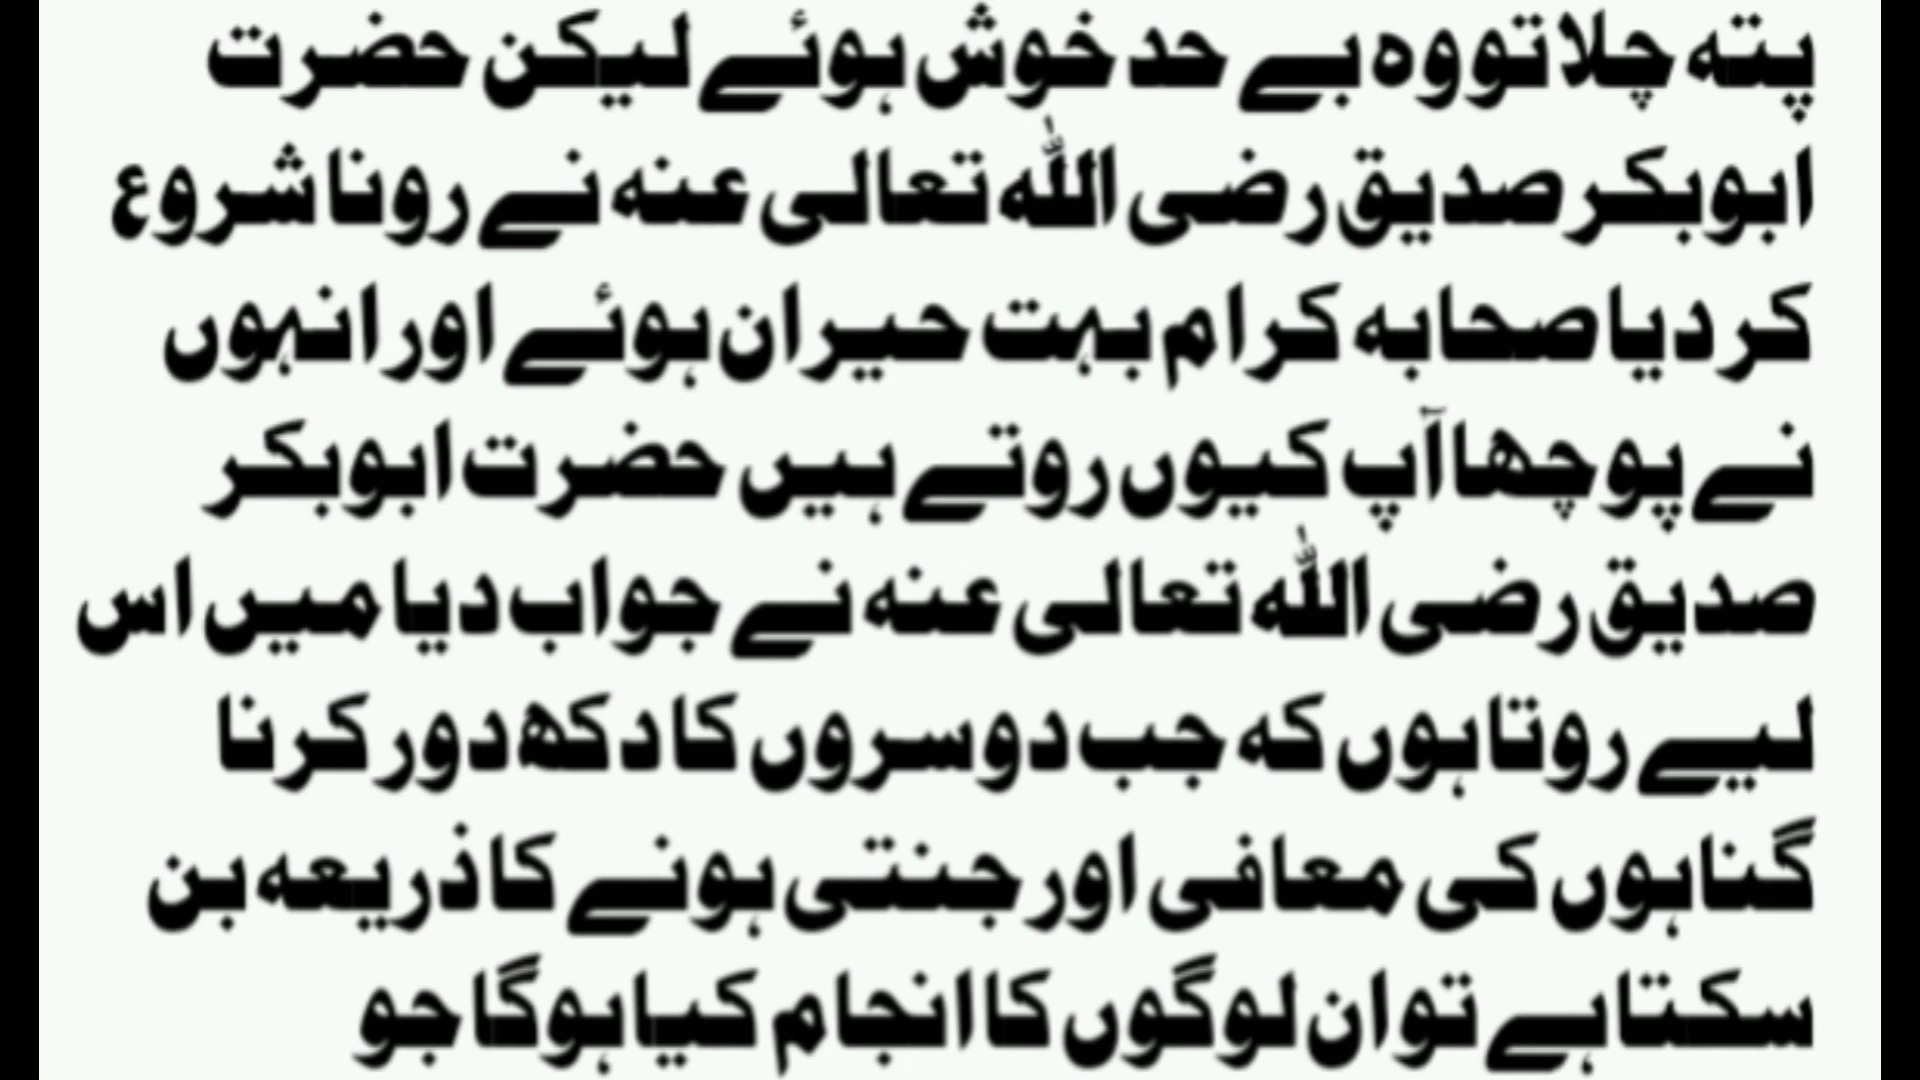 پتہ چلا تو وہ بے حد خوش ہوئے لیکن حضرت
ابوبکر صدیق رضی اللہ تعالی عنہ نے رونا شروع
کر دیا صحابہ کرام بہت حیران ہوئے اور انہوں
نے پوچھا آپ کیوں روتے ہیں حضرت ابوبکر
صدیق رضی اللہ تعالی عنہ نے جواب دیا میں اس
لیے روتا ہوں کہ جب دوسروں کا دکھ دور کرنا
گناہوں کی معافی اور جنتی ہونے کا ذریعہ بن
سکتا ہے تو ان لوگوں کا انجام کیا ہوگا جو